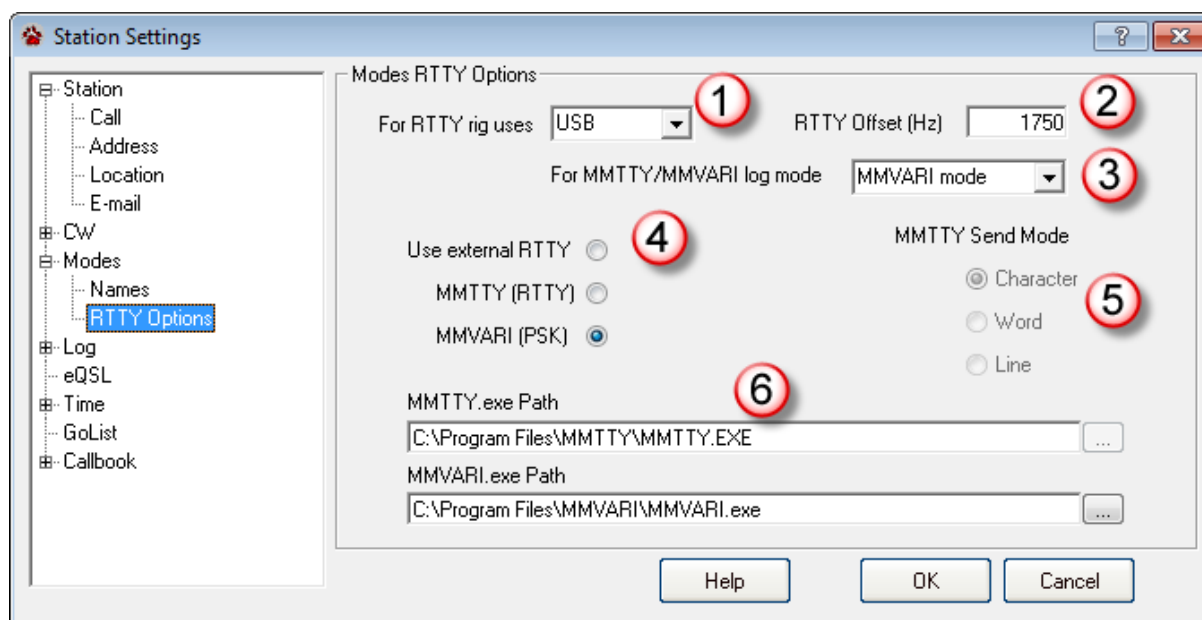 Station Settings
Station
Call
Address
Location
E-mail
CW
Modes
Names
RTTY Options
Log
eQSL
Time
GoList
Callbook
Modes RTTY Options
For RTTY rig uses USB 1 RTTY Offset (Hz) 1750 2
For MMTTY/MMVARI log mode MMVARI mode 3
Use external RTTY 4 MMTTY Send Mode
MMTTY (RTTY) Character 5
MMVARI (PSK) Word
Line
MMTTY.exe Path 6
C:\Program Files\MMTTY\MMTTY.EXE ...
MMVARI.exe Path
C:\Program Files\MMVARI\MMVARI.exe ...
Help OK Cancel